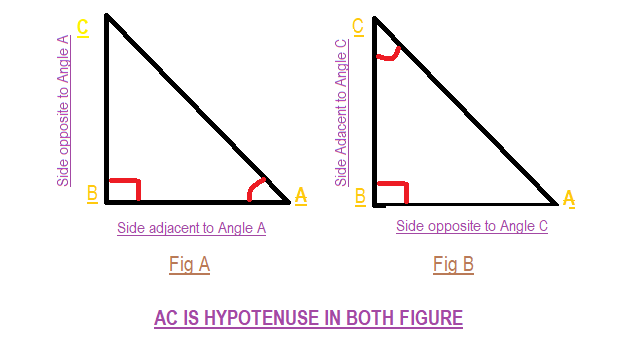 C
Side opposite to Angle A
B
A
Side adjacent to Angle A
Fig A
C
Side Adacent to Angle C
B
A
Side opposite to Angle C
Fig B
AC IS HYPOTENUSE IN BOTH FIGURE